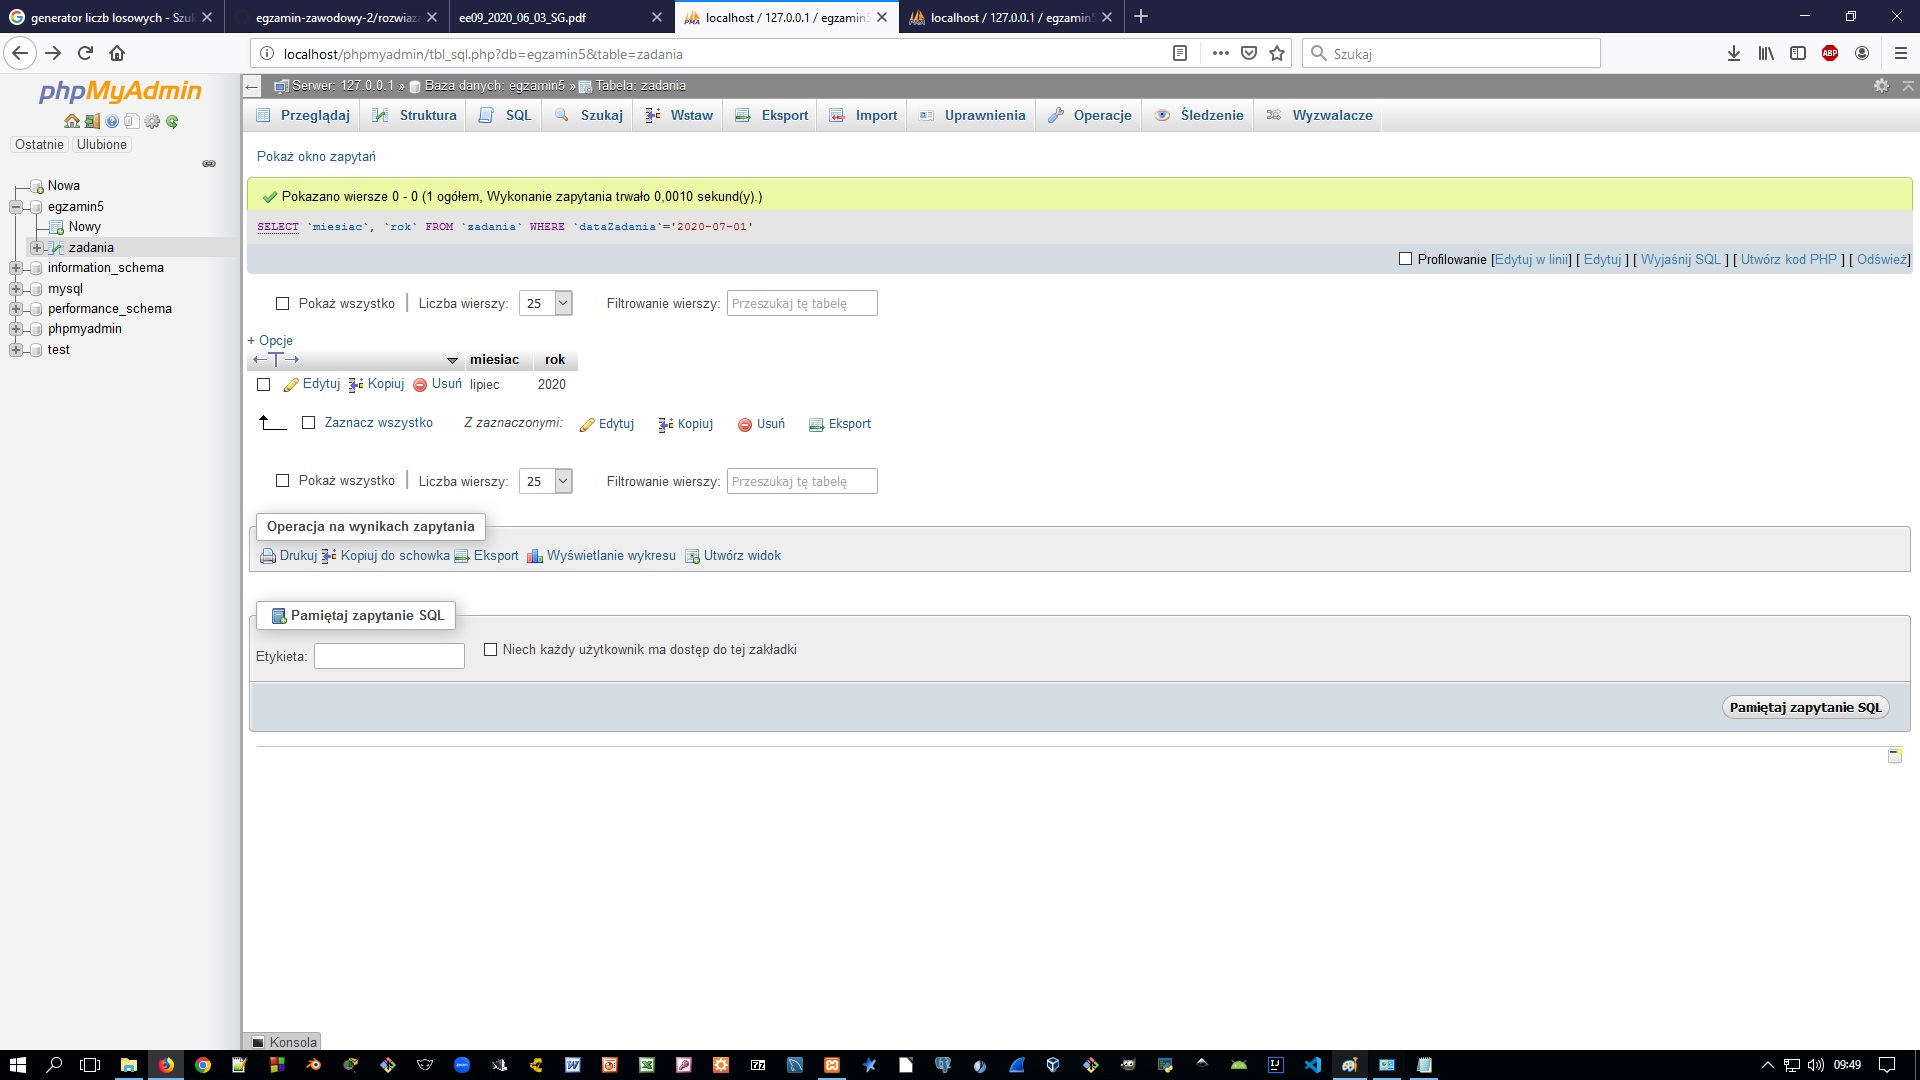 generator liczb losowych - Szuk
egzamin-zawodowy-2/rozwiaza
ee09_2020_06_03_SG.pdf
localhost / 127.0.0.1 / egzamin5
localhost / 127.0.0.1 / egzamin5
localhost/phpmyadmin/tbl_sql.php?db=egzamin5&table=zadania
Szukaj
ABP
phpMyAdmin
Ostatnie
Ulubione
Nowa
egzamin5
Nowy
zadania
information_schema
mysql
performance_schema
phpmyadmin
test
Serwer: 127.0.0.1 » Baza danych: egzamin5 » Tabela: zadania
Przeglądaj
Struktura
SQL
Szukaj
Wstaw
Eksport
Import
Uprawnienia
Operacje
Śledzenie
Wyzwalacze
Pokaż okno zapytań
Pokazano wiersze 0 - 0 (1 ogółem, Wykonanie zapytania trwało 0,0010 sekund(y).)
SELECT `miesiac`, `rok` FROM `zadania` WHERE `dataZadania`='2020-07-01'
Profilowanie [Edytuj w linii] [ Edytuj ] [ Wyjaśnij SQL ] [ Utwórz kod PHP ] [ Odśwież]
Pokaż wszystko
Liczba wierszy:
25
Filtrowanie wierszy:
Przeszukaj tę tabelę
+ Opcje
←T→
miesiac
rok
Edytuj
Kopiuj
Usuń
lipiec
2020
Zaznacz wszystko
Z zaznaczonymi:
Edytuj
Kopiuj
Usuń
Eksport
Pokaż wszystko
Liczba wierszy:
25
Filtrowanie wierszy:
Przeszukaj tę tabelę
Operacja na wynikach zapytania
Drukuj
Kopiuj do schowka
Eksport
Wyświetlanie wykresu
Utwórz widok
Pamiętaj zapytanie SQL
Etykieta:
Niech każdy użytkownik ma dostęp do tej zakładki
Pamiętaj zapytanie SQL
Konsola
09:49